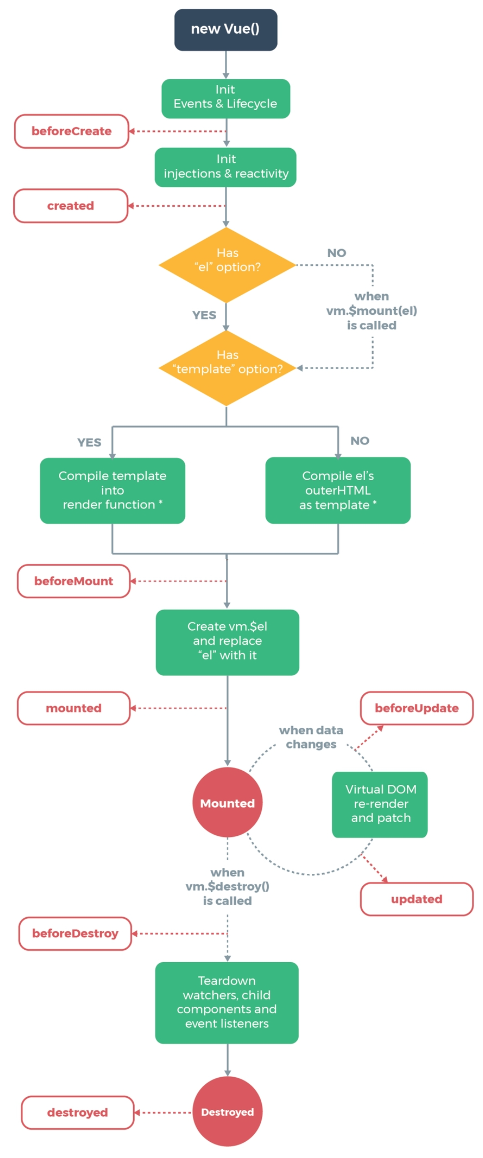 new Vue()
Init
Events & Lifecycle
beforeCreate
Init
injections & reactivity
created
Has
“el” option?
NO
when
vm.$mount(el)
is called
YES
Has
“template” option?
YES
NO
Compile template
into
render function *
Compile el’s
outerHTML
as template *
beforeMount
Create vm.$el
and replace
“el” with it
mounted
beforeUpdate
when data
changes
Mounted
Virtual DOM
re-render
and patch
when
vm.$destroy()
is called
updated
beforeDestroy
Teardown
watchers, child
components and
event listeners
destroyed
Destroyed